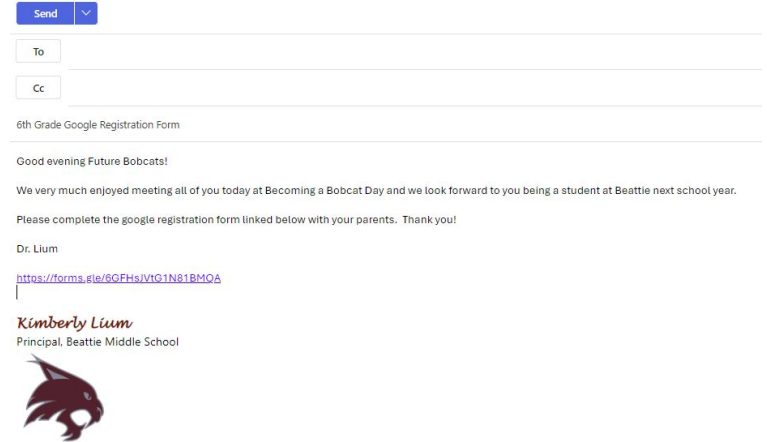 Send
To
Cc
6th Grade Google Registration Form
Good evening Future Bobcats!
We very much enjoyed meeting all of you today at Becoming a Bobcat Day and we look forward to you being a student at Beattie next school year.
Please complete the google registration form linked below with your parents.  Thank you!
Dr. Lium
https://forms.gle/6GFHsJVtG1N81BMQA
Kimberly Lium
Principal, Beattie Middle School